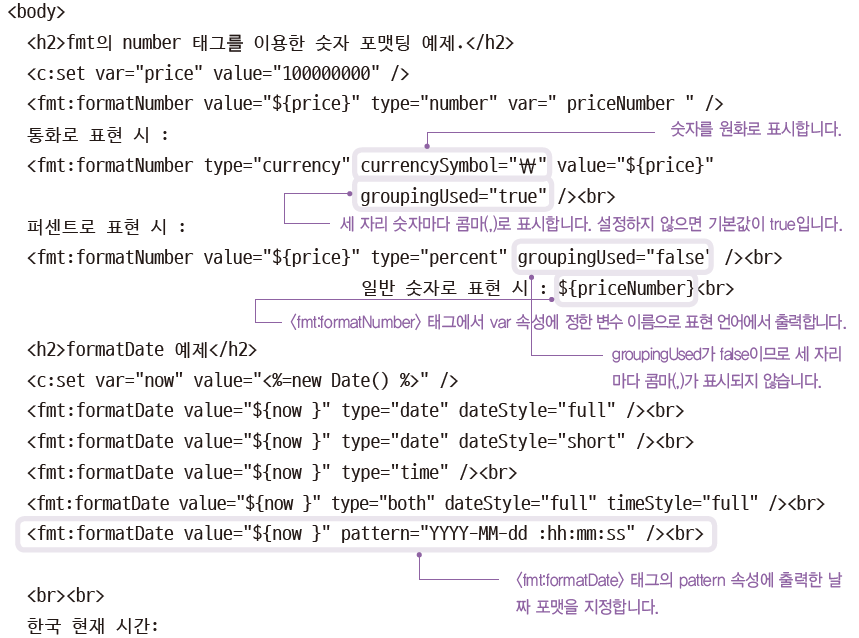 <body>
<h2>fmt의 number 태그를 이용한 숫자 포맷팅 예제.</h2>
<c:set var="price" value="100000000" />
<fmt:formatNumber value="${price}" type="number" var=" priceNumber " />
통화로 표현 시 :
숫자를 원화로 표시합니다.
<fmt:formatNumber type="currency" currencySymbol="₩" value="${price}"
groupingUsed="true" /><br>
세 자리 숫자마다 콤마(,)로 표시합니다. 설정하지 않으면 기본값이 true입니다.
퍼센트로 표현 시 :
<fmt:formatNumber value="${price}" type="percent" groupingUsed="false" /><br>
일반 숫자로 표현 시 : ${priceNumber}<br>
<fmt:formatNumber> 태그에서 var 속성에 정한 변수 이름으로 표현 언어에서 출력합니다.
<h2>formatDate 예제</h2>
groupingUsed가 false이므로 세 자리
마다 콤마(,)가 표시되지 않습니다.
<c:set var="now" value="<%=new Date() %>" />
<fmt:formatDate value="${now }" type="date" dateStyle="full" /><br>
<fmt:formatDate value="${now }" type="date" dateStyle="short" /><br>
<fmt:formatDate value="${now }" type="time" /><br>
<fmt:formatDate value="${now }" type="both" dateStyle="full" timeStyle="full" /><br>
<fmt:formatDate value="${now }" pattern="YYYY-MM-dd :hh:mm:ss" /><br>
<fmt:formatDate> 태그의 pattern 속성에 출력한 날
짜 포맷을 지정합니다.
<br><br>
한국 현재 시간: